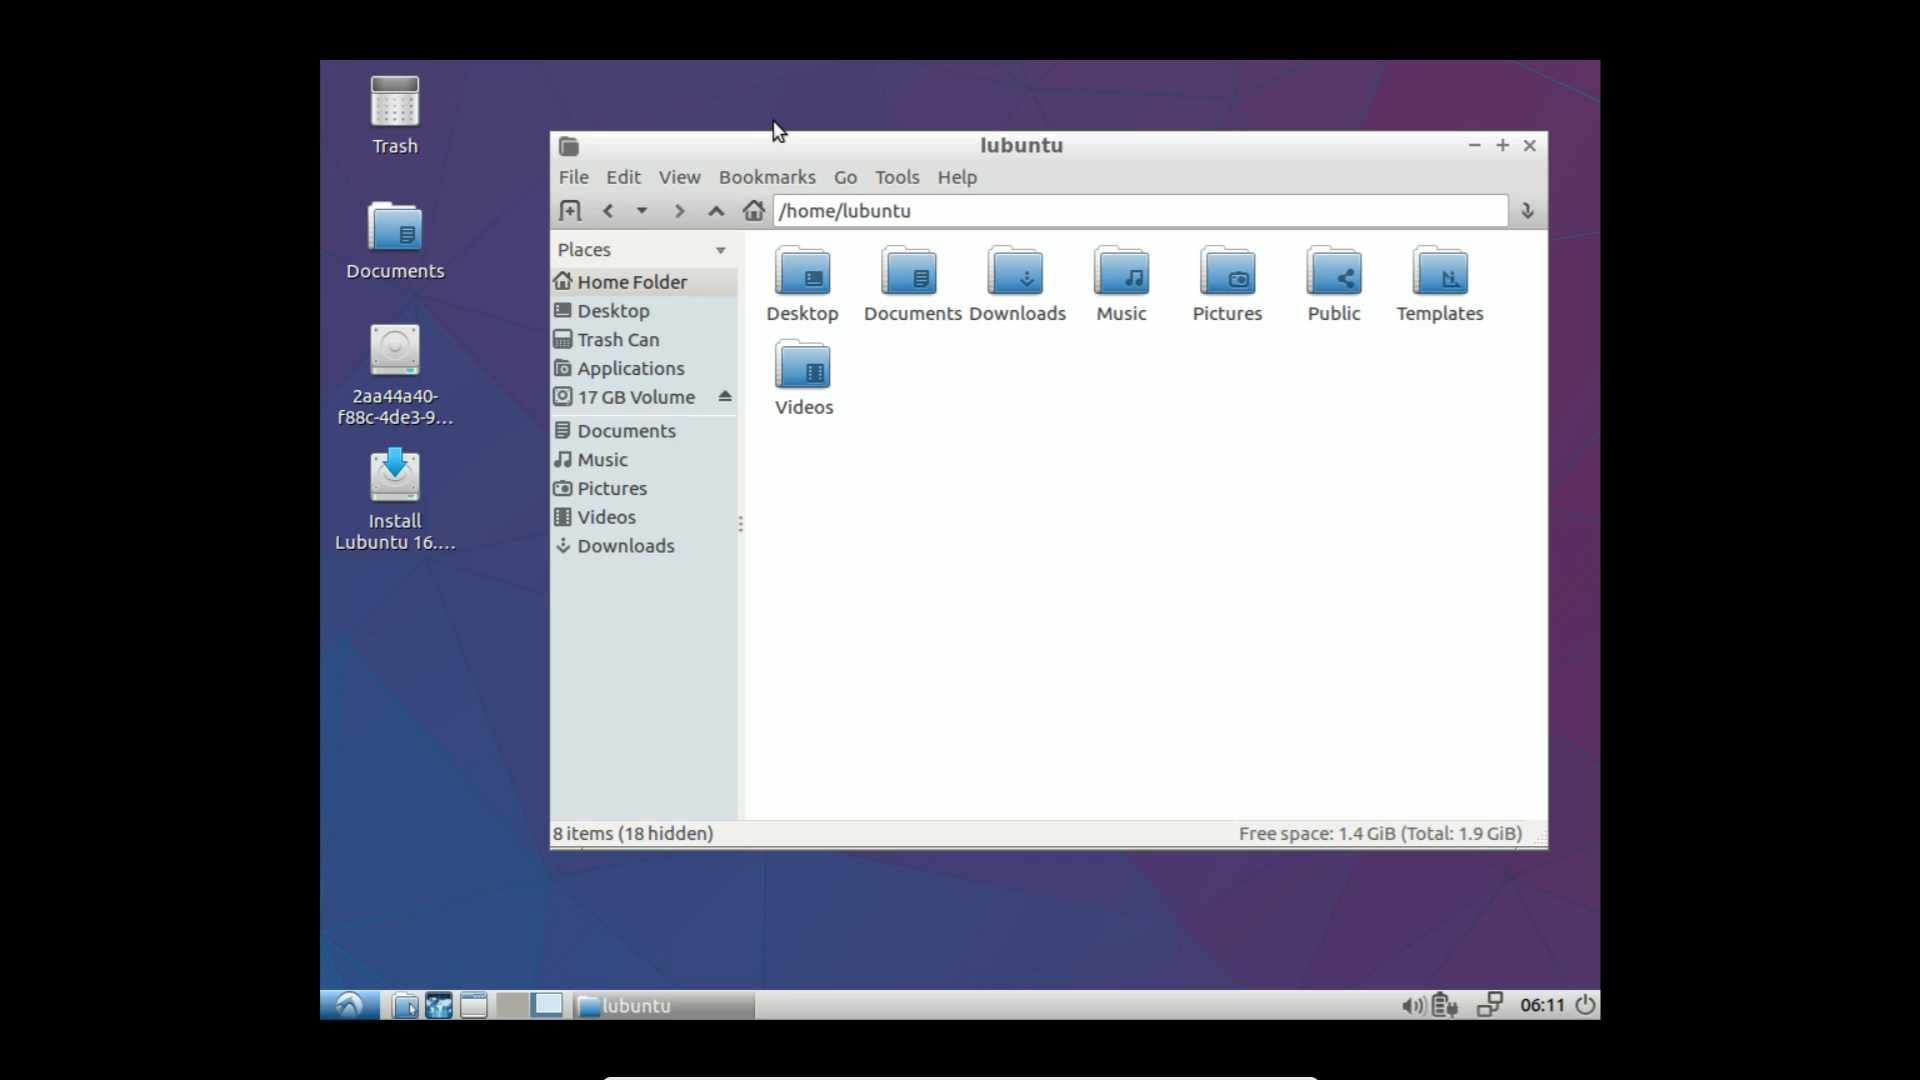 Trash
Documents
2aa44a40-
f88c-4de3-9...
Install
Lubuntu 16....
lubuntu
File Edit View Bookmarks Go Tools Help
/home/lubuntu
Places
Home Folder
Desktop
Trash Can
Applications
17 GB Volume
Documents
Music
Pictures
Videos
Downloads
Desktop Documents Downloads Music Pictures Public Templates
Videos
8 items (18 hidden) Free space: 1.4 GiB (Total: 1.9 GiB)
lubuntu 06:11